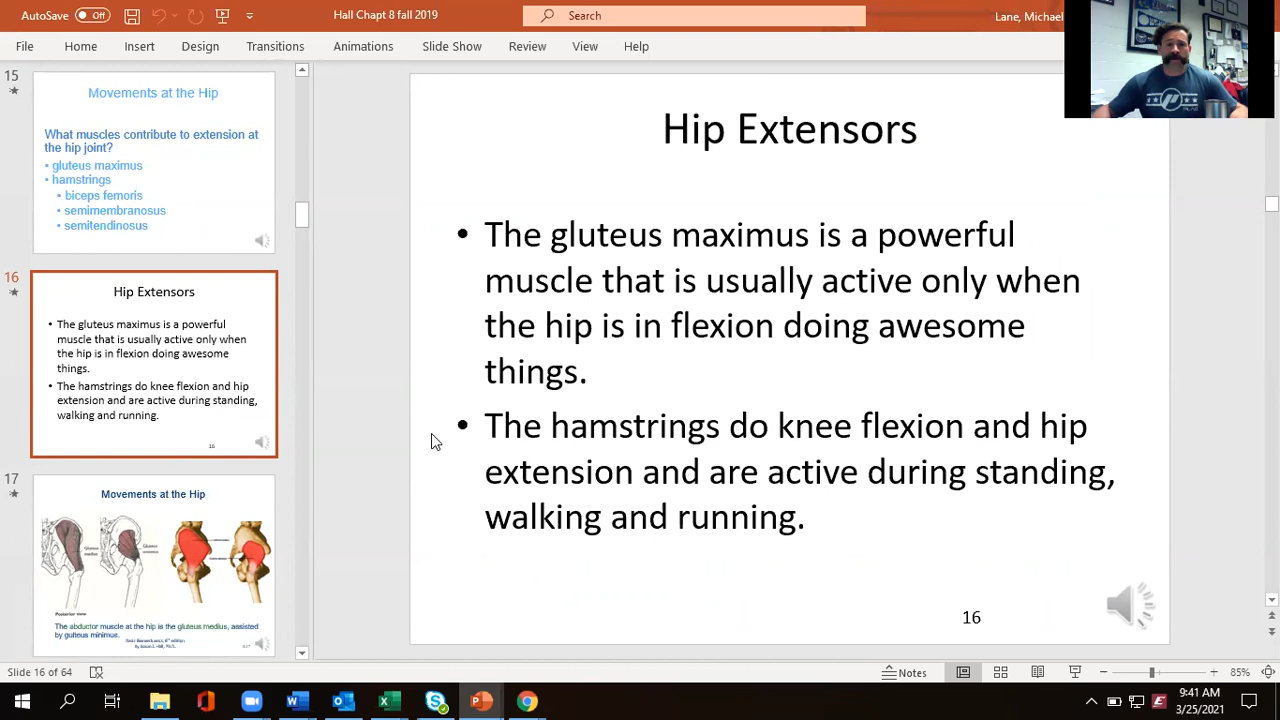 AutoSave Off
Hall Chapt 8 fall 2019
Search
Lane, Michael
File Home Insert Design Transitions Animations Slide Show Review View Help
15
Movements at the Hip
What muscles contribute to extension at
the hip joint?
• gluteus maximus
• hamstrings
• biceps femoris
• semimembranosus
• semitendinosus
16
Hip Extensors
• The gluteus maximus is a powerful
muscle that is usually active only when
the hip is in flexion doing awesome
things.
• The hamstrings do knee flexion and hip
extension and are active during standing,
walking and running.
16
17
Movements at the Hip
Gluteus
medius
Gluteus
minimus
Posterior view
The abductor muscle at the hip is the gluteus medius, assisted
by gulteus minimus.
Hip Extensors
• The gluteus maximus is a powerful
muscle that is usually active only when
the hip is in flexion doing awesome
things.
• The hamstrings do knee flexion and hip
extension and are active during standing,
walking and running.
16
Slide 16 of 64
Notes
85%
9:41 AM
3/25/2021